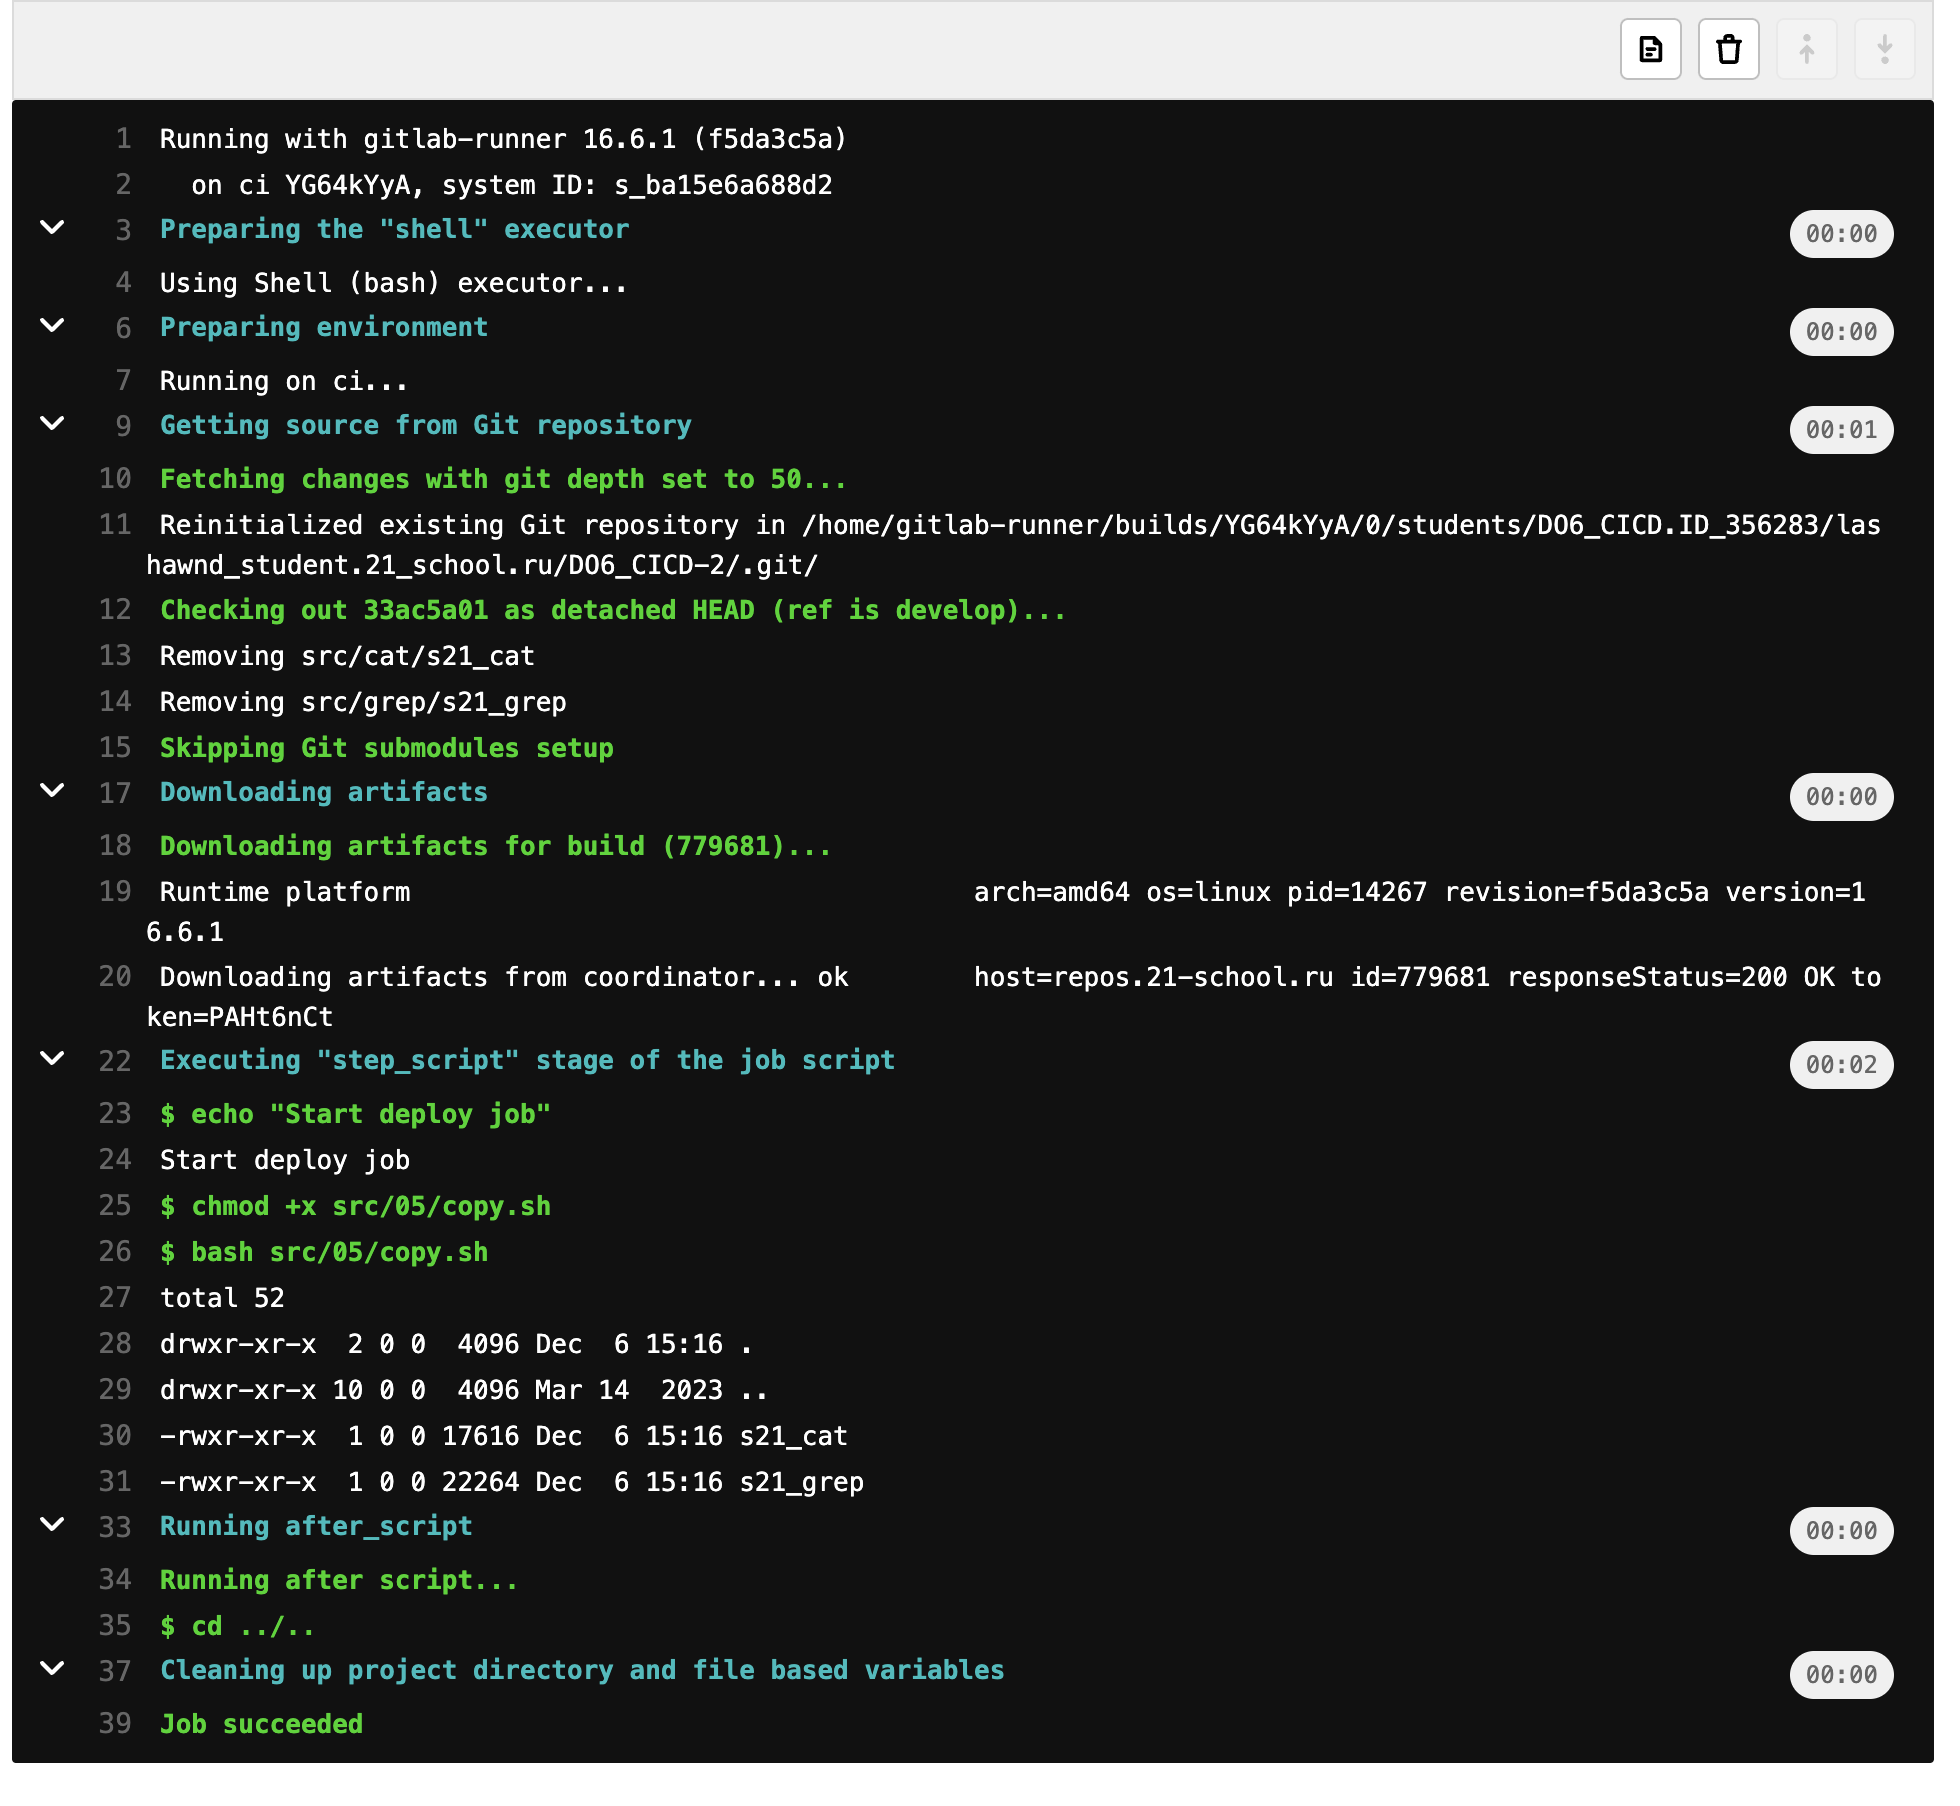 1 Running with gitlab-runner 16.6.1 (f5da3c5a)
2   on ci YG64kYyA, system ID: s_ba15e6a688d2
3 Preparing the "shell" executor 00:00
4 Using Shell (bash) executor...
6 Preparing environment 00:00
7 Running on ci...
9 Getting source from Git repository 00:01
10 Fetching changes with git depth set to 50...
11 Reinitialized existing Git repository in /home/gitlab-runner/builds/YG64kYyA/0/students/DO6_CICD.ID_356283/las
hawnd_student.21_school.ru/DO6_CICD-2/.git/
12 Checking out 33ac5a01 as detached HEAD (ref is develop)...
13 Removing src/cat/s21_cat
14 Removing src/grep/s21_grep
15 Skipping Git submodules setup
17 Downloading artifacts 00:00
18 Downloading artifacts for build (779681)...
19 Runtime platform                                    arch=amd64 os=linux pid=14267 revision=f5da3c5a version=1
6.6.1
20 Downloading artifacts from coordinator... ok        host=repos.21-school.ru id=779681 responseStatus=200 OK to
ken=PAHt6nCt
22 Executing "step_script" stage of the job script 00:02
23 $ echo "Start deploy job"
24 Start deploy job
25 $ chmod +x src/05/copy.sh
26 $ bash src/05/copy.sh
27 total 52
28 drwxr-xr-x  2 0 0  4096 Dec  6 15:16 .
29 drwxr-xr-x 10 0 0  4096 Mar 14  2023 ..
30 -rwxr-xr-x  1 0 0 17616 Dec  6 15:16 s21_cat
31 -rwxr-xr-x  1 0 0 22264 Dec  6 15:16 s21_grep
33 Running after_script 00:00
34 Running after script...
35 $ cd ../..
37 Cleaning up project directory and file based variables 00:00
39 Job succeeded